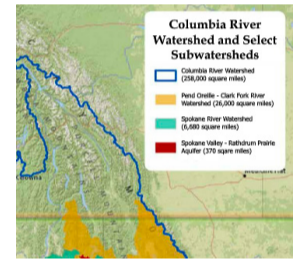 Columbia River
Watershed and Select
Subwatersheds
Columbia River Watershed
(258,000 square miles)
Pend Oreille - Clark Fork River
Watershed (26,000 square miles)
Spokane River Watershed
(6,680 square miles)
Spokane Valley - Rathdrum Prairie
Aquifer (370 sqare miles)